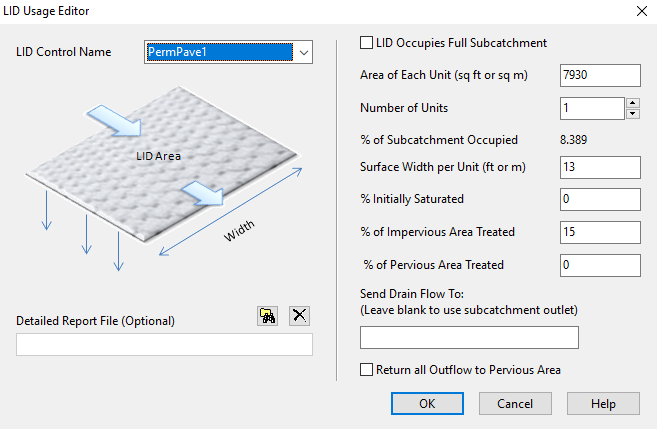 LID Usage Editor
LID Control Name
PermPave1
LID Area
Width
Detailed Report File (Optional)
LID Occupies Full Subcatchment
Area of Each Unit (sq ft or sq m)
7930
Number of Units
1
% of Subcatchment Occupied
8.389
Surface Width per Unit (ft or m)
13
% Initially Saturated
0
% of Impervious Area Treated
15
% of Pervious Area Treated
0
Send Drain Flow To:
(Leave blank to use subcatchment outlet)
Return all Outflow to Pervious Area
OK
Cancel
Help